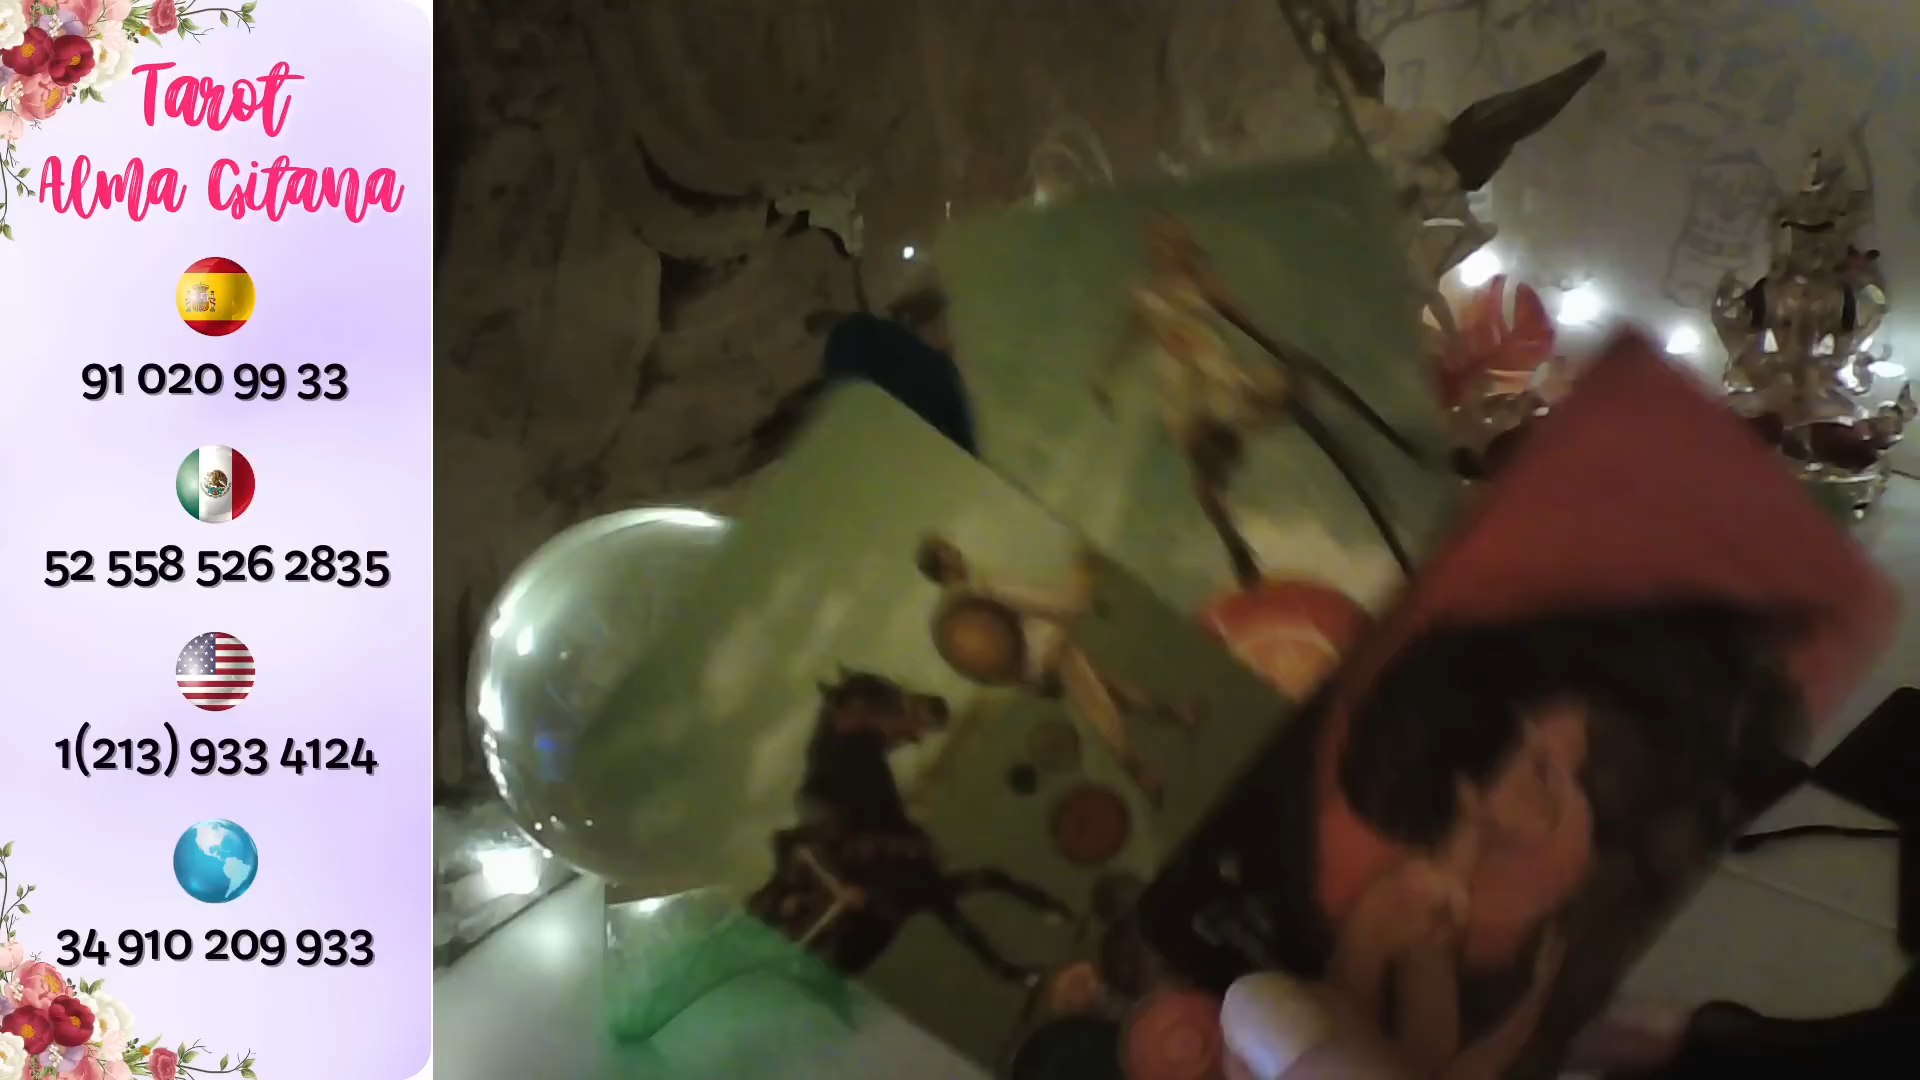 Tarot
Alma Gitana
91 020 99 33
52 558 526 2835
1(213) 933 4124
34 910 209 933